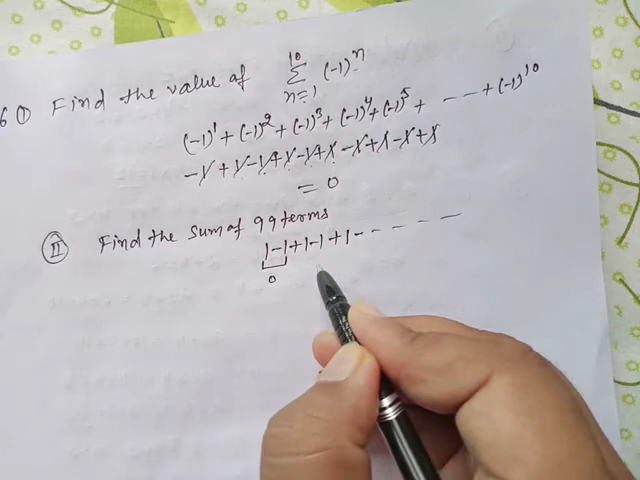 6 ① Find the value of 10 Σ n=1 (-1)^n
(-1)^1 + (-1)^2 + (-1)^3 + (-1)^4 + (-1)^5 + - - - + (-1)^10
-1 + 1 - 1 + 1 - 1 + 1 - 1 + 1 - 1 + 1
= 0
Ⅱ Find the sum of 99 terms
1-1+1-1+1- - - - - -
0